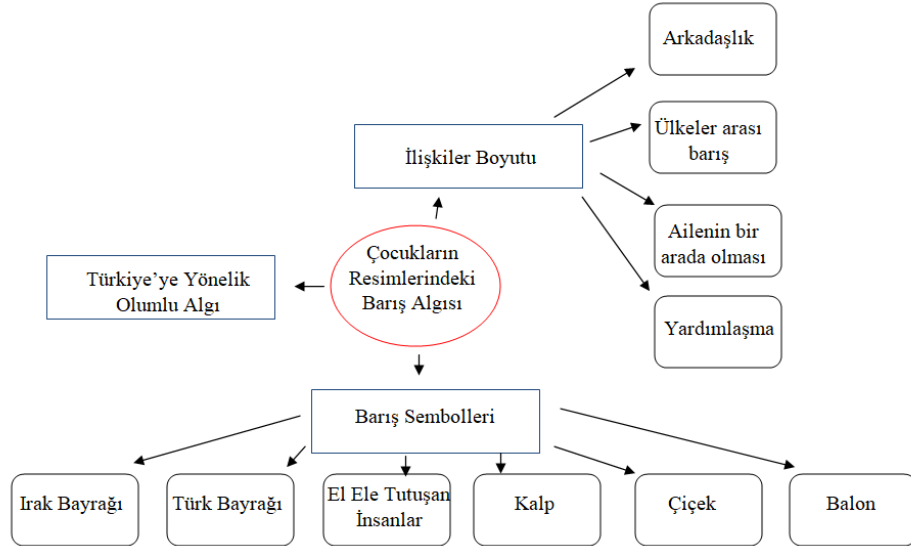 Arkadaşlık
Ülkeler arası
barış
İlişkiler Boyutu
Ailenin bir
arada olması
Çocukların
Resimlerindeki
Barış Algısı
Türkiye’ye Yönelik
Olumlu Algı
Yardımlaşma
Barış Sembolleri
Irak Bayrağı
Türk Bayrağı
El Ele Tutuşan
İnsanlar
Kalp
Çiçek
Balon